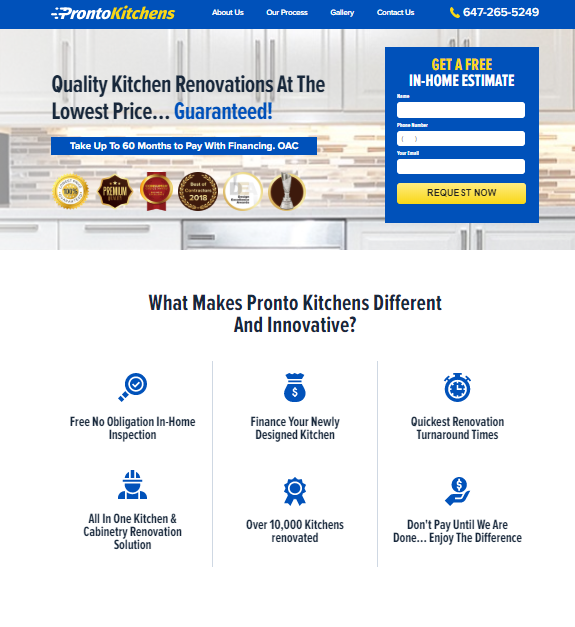 ProntoKitchens
About Us
Our Process
Gallery
Contact Us
647-265-5249
Quality Kitchen Renovations At The
Lowest Price... Guaranteed!
Take Up To 60 Months to Pay With Financing. OAC
100%
PREMIUM
Best of
Contractors
2018
GET A FREE
IN-HOME ESTIMATE
Name
Phone Number
( )
Your Email
REQUEST NOW
What Makes Pronto Kitchens Different
And Innovative?
Free No Obligation In-Home
Inspection
Finance Your Newly
Designed Kitchen
Quickest Renovation
Turnaround Times
All In One Kitchen &
Cabinetry Renovation
Solution
Over 10,000 Kitchens
renovated
Don't Pay Until We Are
Done... Enjoy The Difference